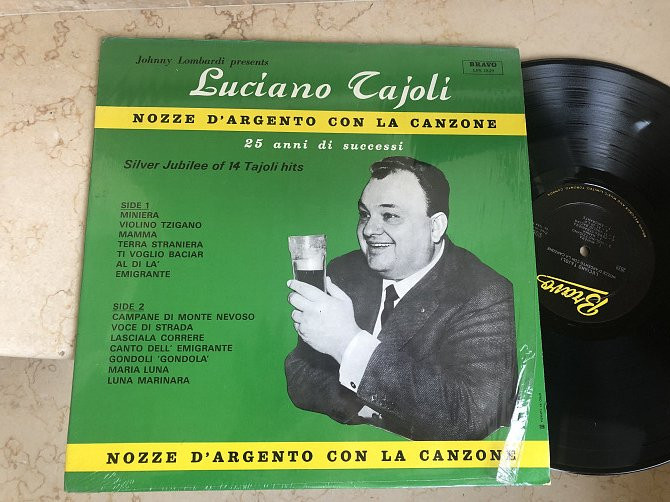 Johnny Lombardi presents
BRAVO
Luciano Tajoli
NOZZE D'ARGENTO CON LA CANZONE
25 anni di successi
Silver Jubilee of 14 Tajoli hits
SIDE 1
MINIERA
VIOLINO TZIGANO
MAMMA
TERRA STRANIERA
TI VOGLIO BACIAR
AL DI LA'
EMIGRANTE
SIDE 2
CAMPANE DI MONTE NEVOSO
VOCE DI STRADA
LASCIALA CORRERE
CANTO DELL' EMIGRANTE
GONDOLI 'GONDOLA'
MARIA LUNA
LUNA MARINARA
NOZZE D'ARGENTO CON LA CANZONE
Bravo